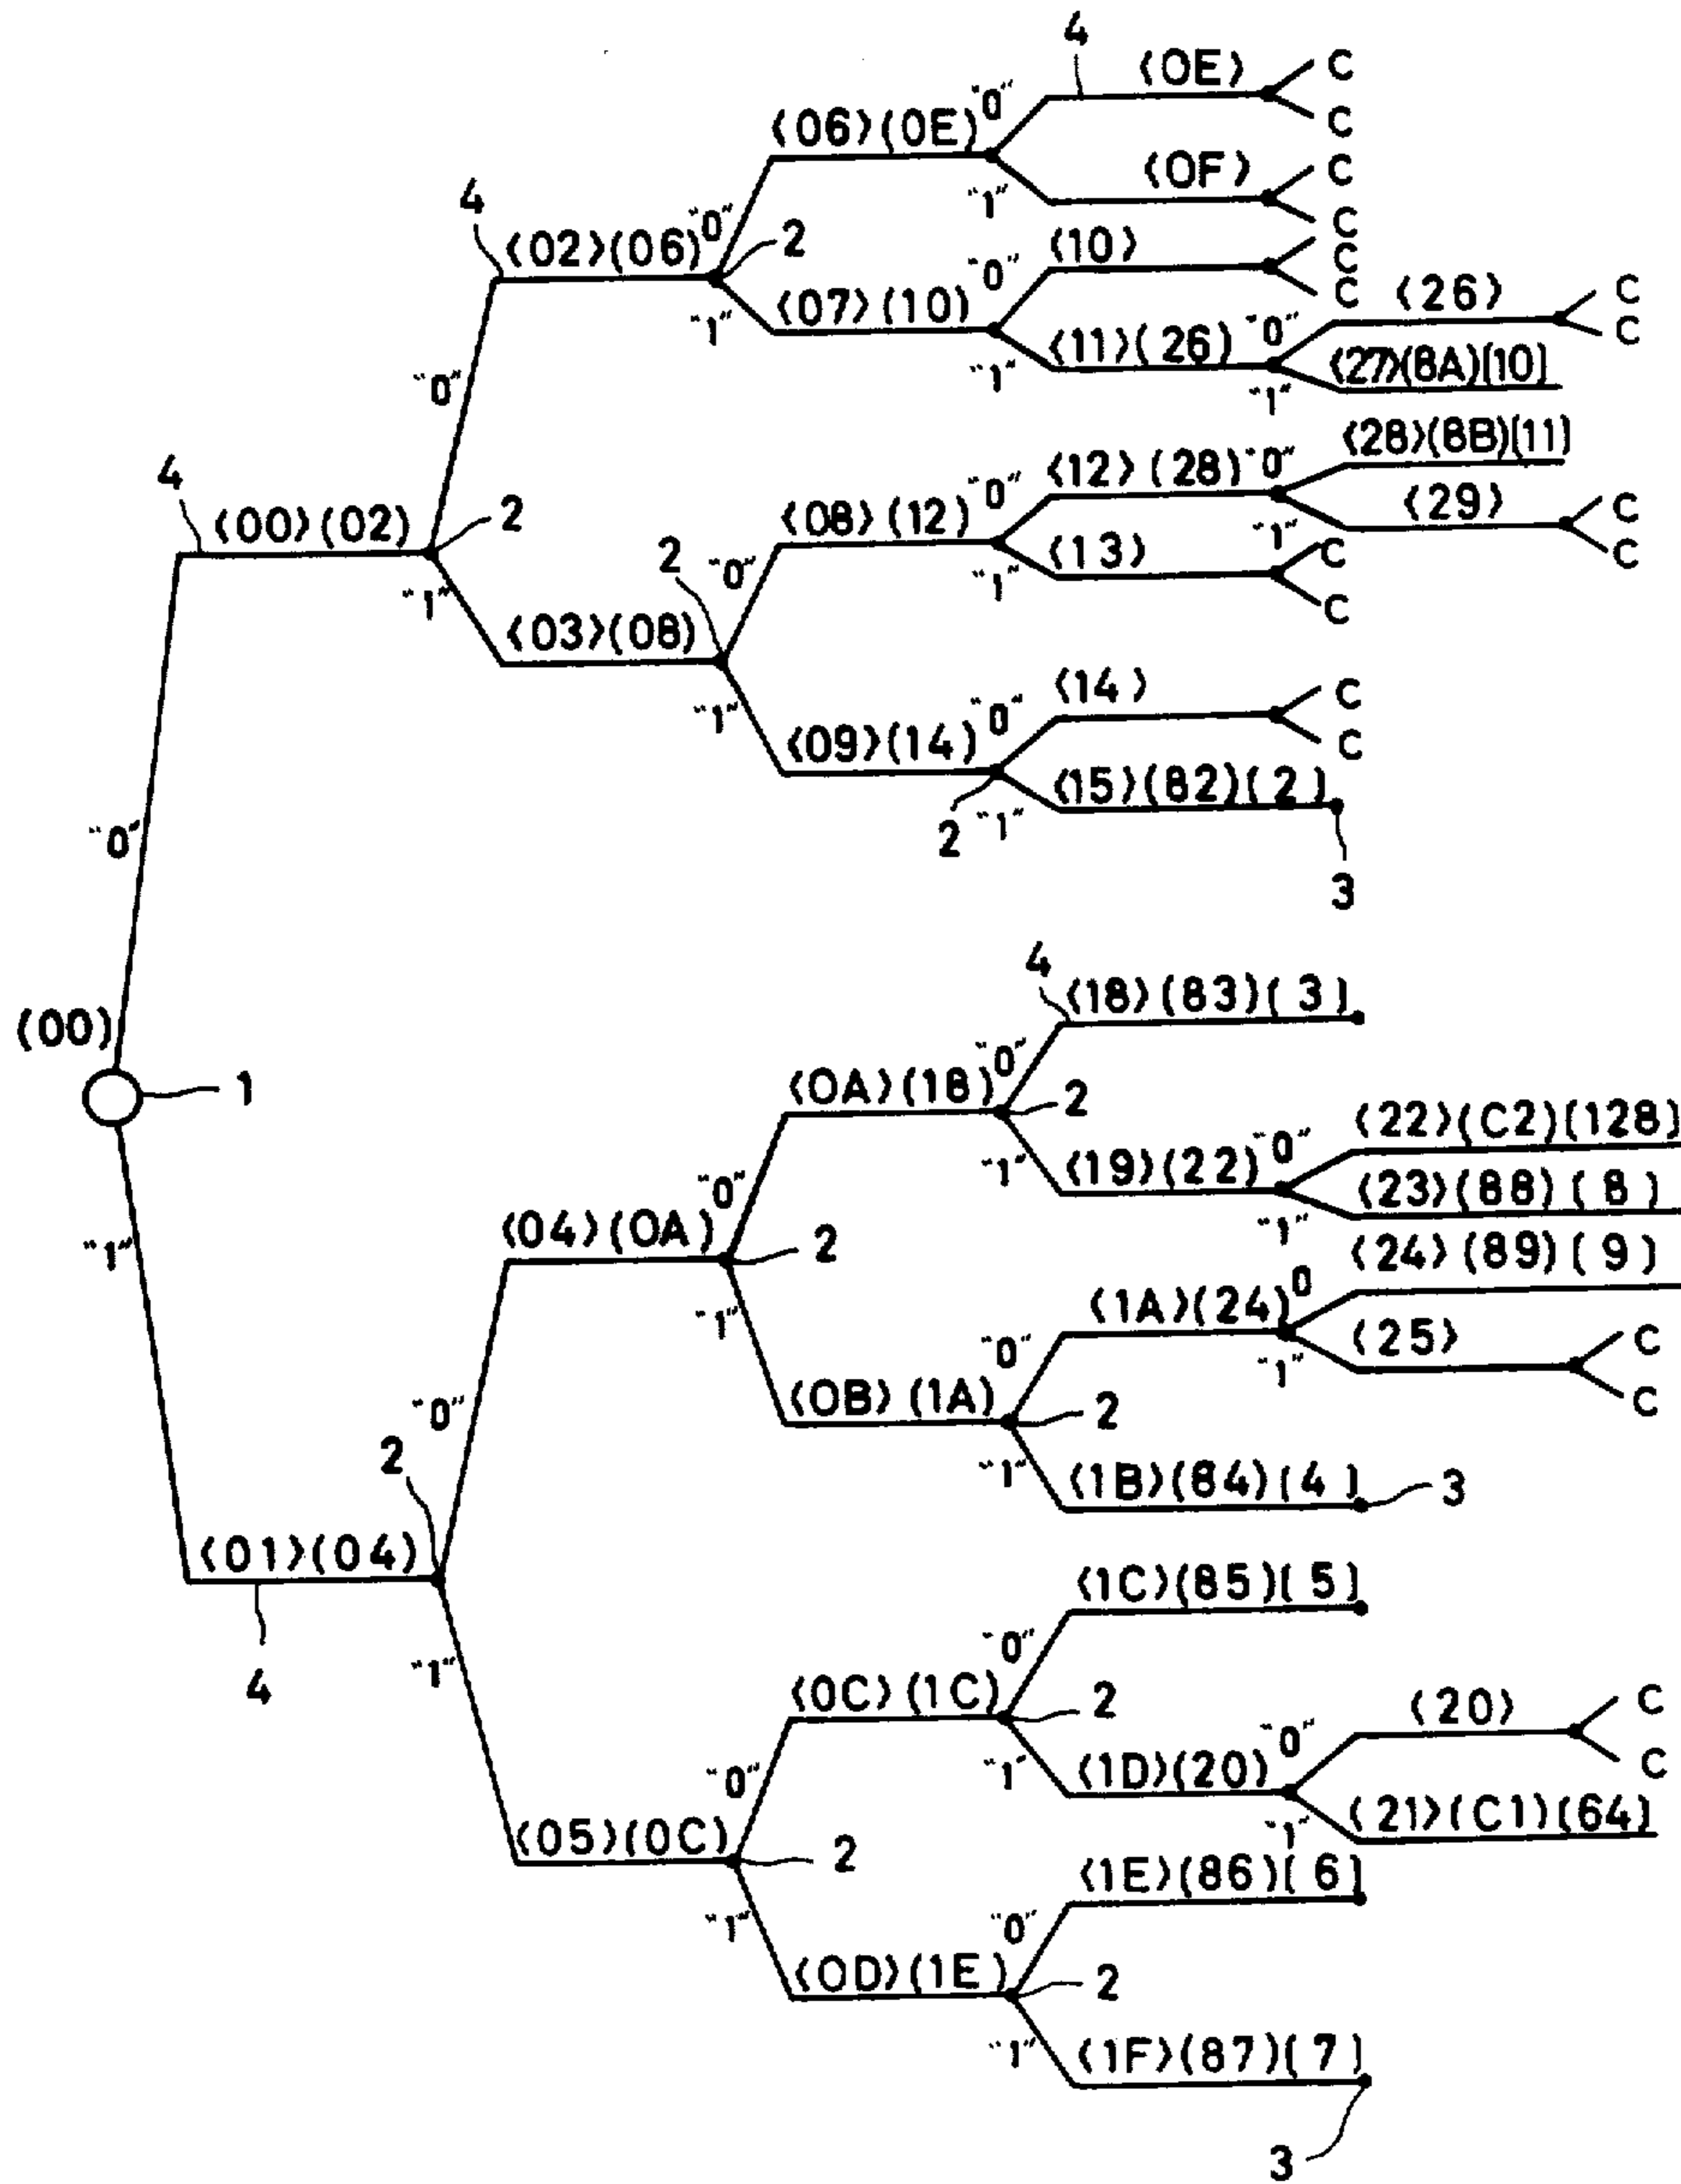 4
⟨0E⟩ C
C
⟨06⟩(0E) "0"
"1" ⟨0F⟩ C
C
4
⟨02⟩(06) "0" 2
"1" ⟨07⟩(10) "0" ⟨10⟩ C
C
"1" ⟨11⟩(26) "0" ⟨26⟩ C
C
"1" ⟨27⟩(8A)[10]
"0"
4
⟨00⟩(02) 2
"1" ⟨03⟩(08) 2
"0" ⟨08⟩(12) "0" ⟨12⟩(28) "0" ⟨28⟩(8B)[11]
"1" ⟨29⟩ C
C
"1" ⟨13⟩ C
C
"1" ⟨09⟩(14) "0" ⟨14⟩ C
C
2 "1" ⟨15⟩(82)[2]
3
"0"
(00)
1
"1"
4
⟨0A⟩(18) "0" ⟨18⟩(83)[3]
2
"1" ⟨19⟩(22) "0" ⟨22⟩(C2)[128]
"1" ⟨23⟩(88)[8]
⟨04⟩(0A) "0"
2
"1" ⟨0B⟩(1A) "0" ⟨1A⟩(24) 0 ⟨24⟩(89)[9]
"1" ⟨25⟩ C
C
2
"1" ⟨1B⟩(84)[4] 3
"0"
2
⟨01⟩(04)
4
"1"
⟨05⟩(0C) "0" 2
⟨0C⟩(1C) "0" ⟨1C⟩(85)[5]
2
"1" ⟨1D⟩(20) "0" ⟨20⟩ C
C
"1" ⟨21⟩(C1)[64]
"1" ⟨0D⟩(1E) "0" ⟨1E⟩(86)[6]
2
"1" ⟨1F⟩(87)[7]
3